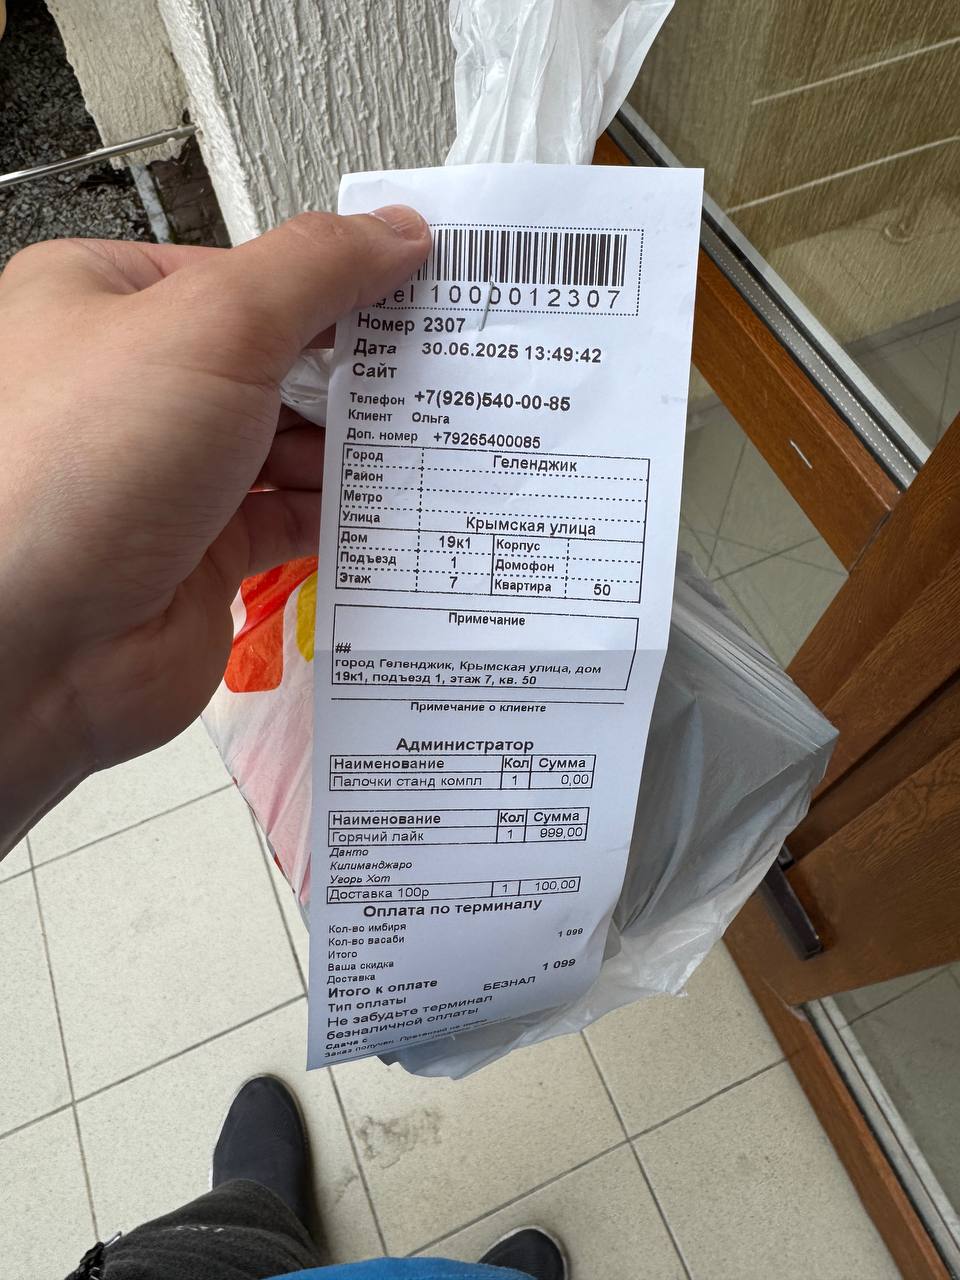 1000012307
Номер 2307
Дата 30.06.2025 13:49:42
Сайт
Телефон +7(926)540-00-85
Клиент Ольга
Доп. номер +79265400085
Город Геленджик
Район
Метро
Улица Крымская улица
Дом 19к1 Корпус
Подъезд 1 Домофон
Этаж 7 Квартира 50
Примечание
##
город Геленджик, Крымская улица, дом
19к1, подъезд 1, этаж 7, кв. 50
Примечание о клиенте
Администратор
Наименование Кол Сумма
Палочки станд компл 1 0,00
Наименование Кол Сумма
Горячий лайк 1 999,00
Данто
Килиманджаро
Угорь Хот
Доставка 100р 1 100,00
Оплата по терминалу
Кол-во имбиря
Кол-во васаби 1 099
Итого
Ваша скидка
Доставка 1 099
Итого к оплате
Тип оплаты БЕЗНАЛ
Не забудьте терминал
безналичной оплаты
Сдача с
Заказ получен. Претензий не имею